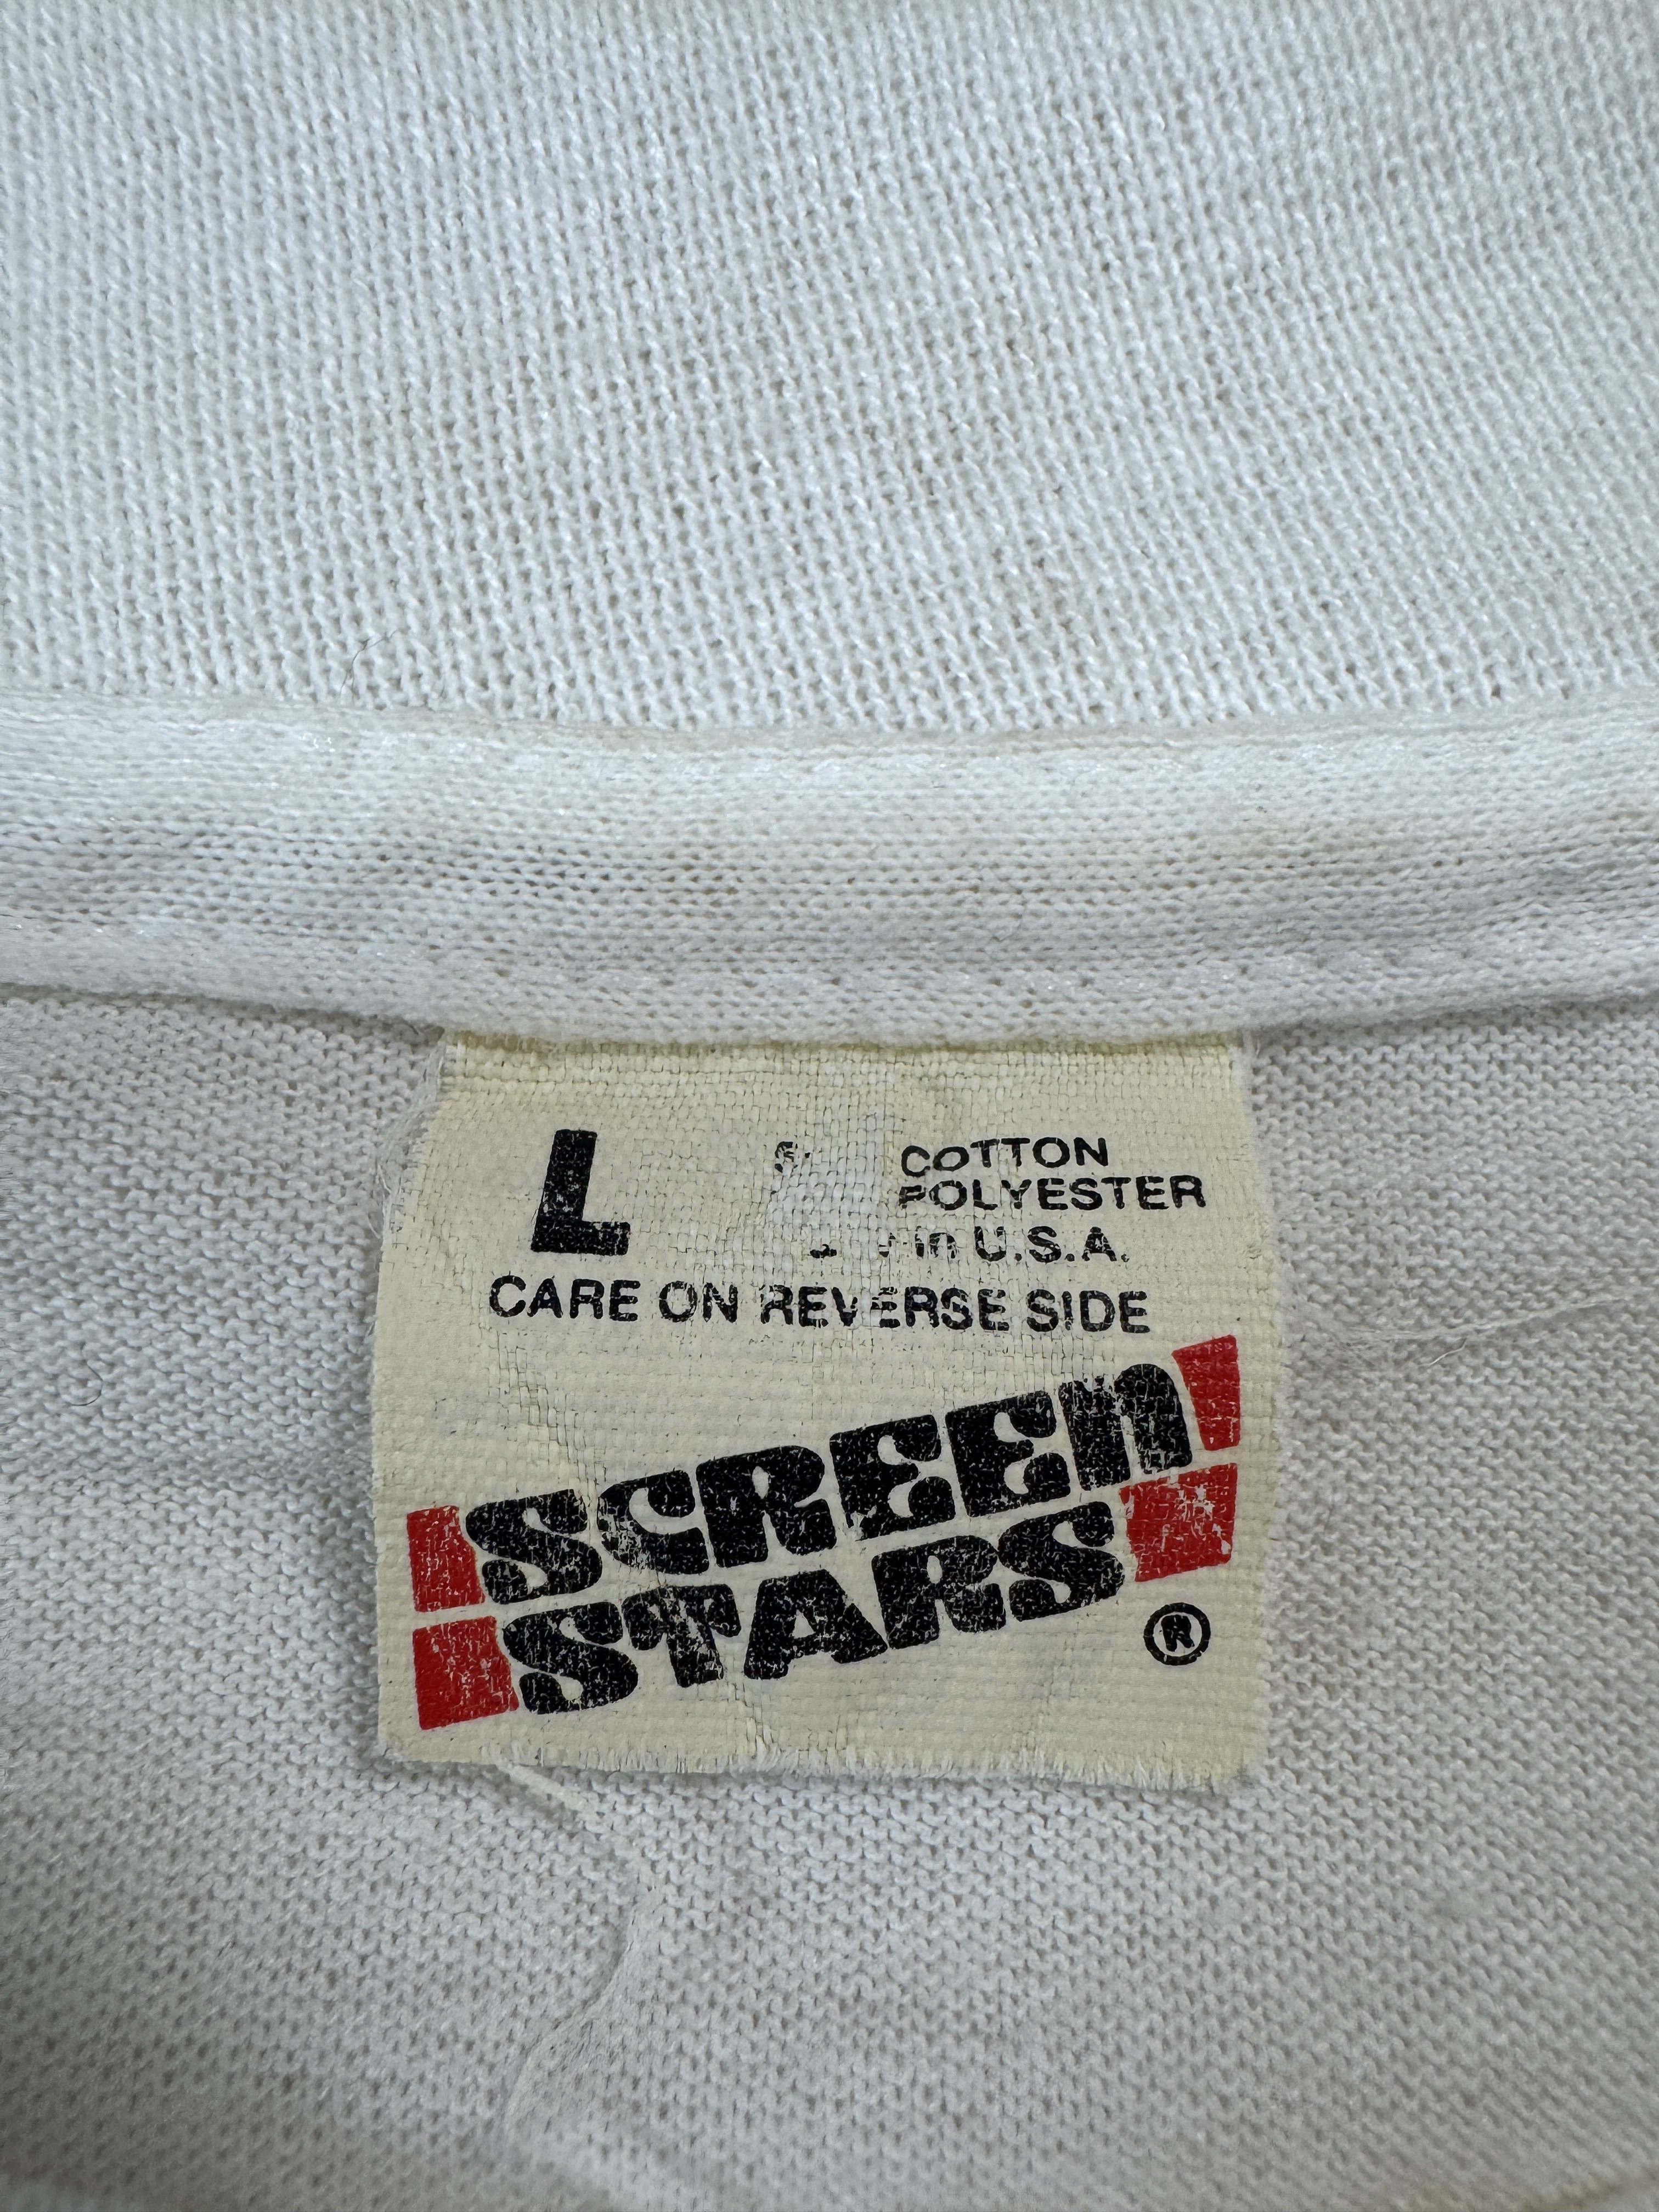 L
COTTON
POLYESTER
in U.S.A.
CARE ON REVERSE SIDE
SCREEN
STARS
®